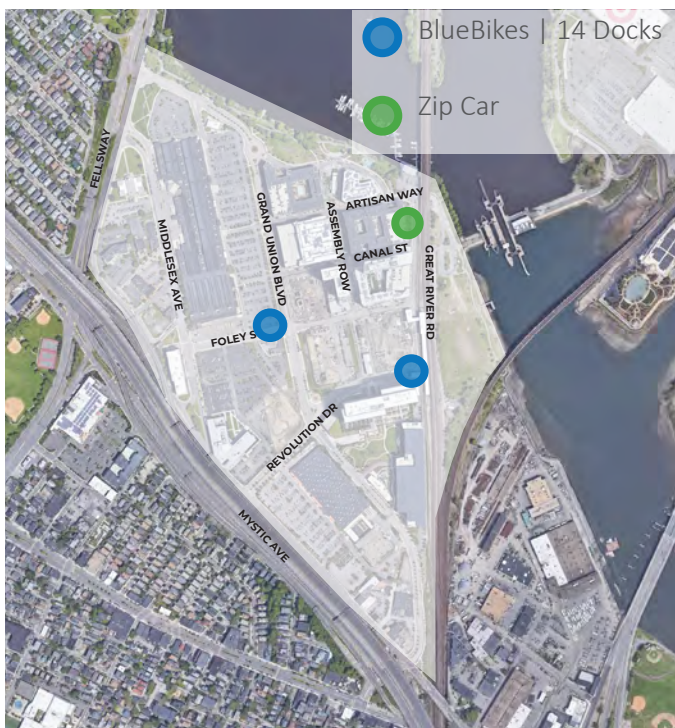 BlueBikes | 14 Docks
Zip Car
FELLSWAY
MIDDLESEX AVE
GRAND UNION BLVD
ASSEMBLY ROW
ARTISAN WAY
CANAL ST
GREAT RIVER RD
FOLEY S
REVOLUTION DR
MYSTIC AVE